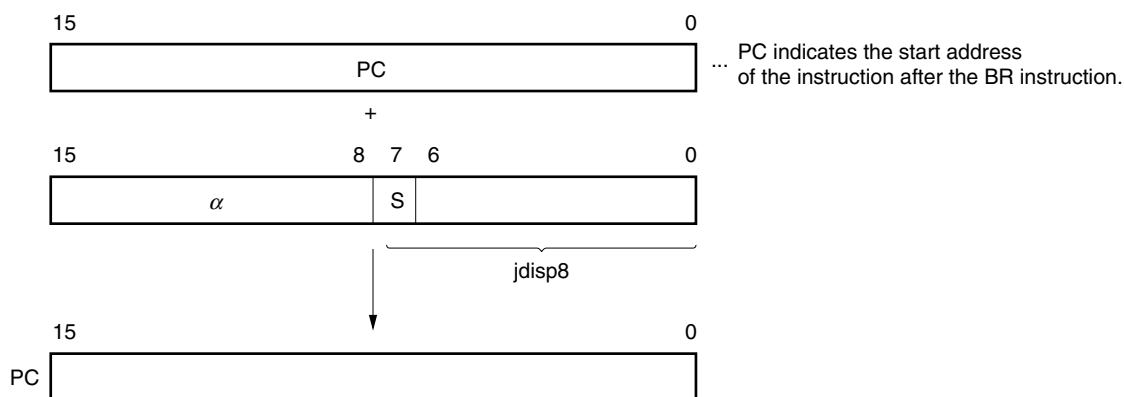 15 0
PC
... PC indicates the start address
of the instruction after the BR instruction.
+
15 8 7 6 0
α S
jdisp8
15 0
PC